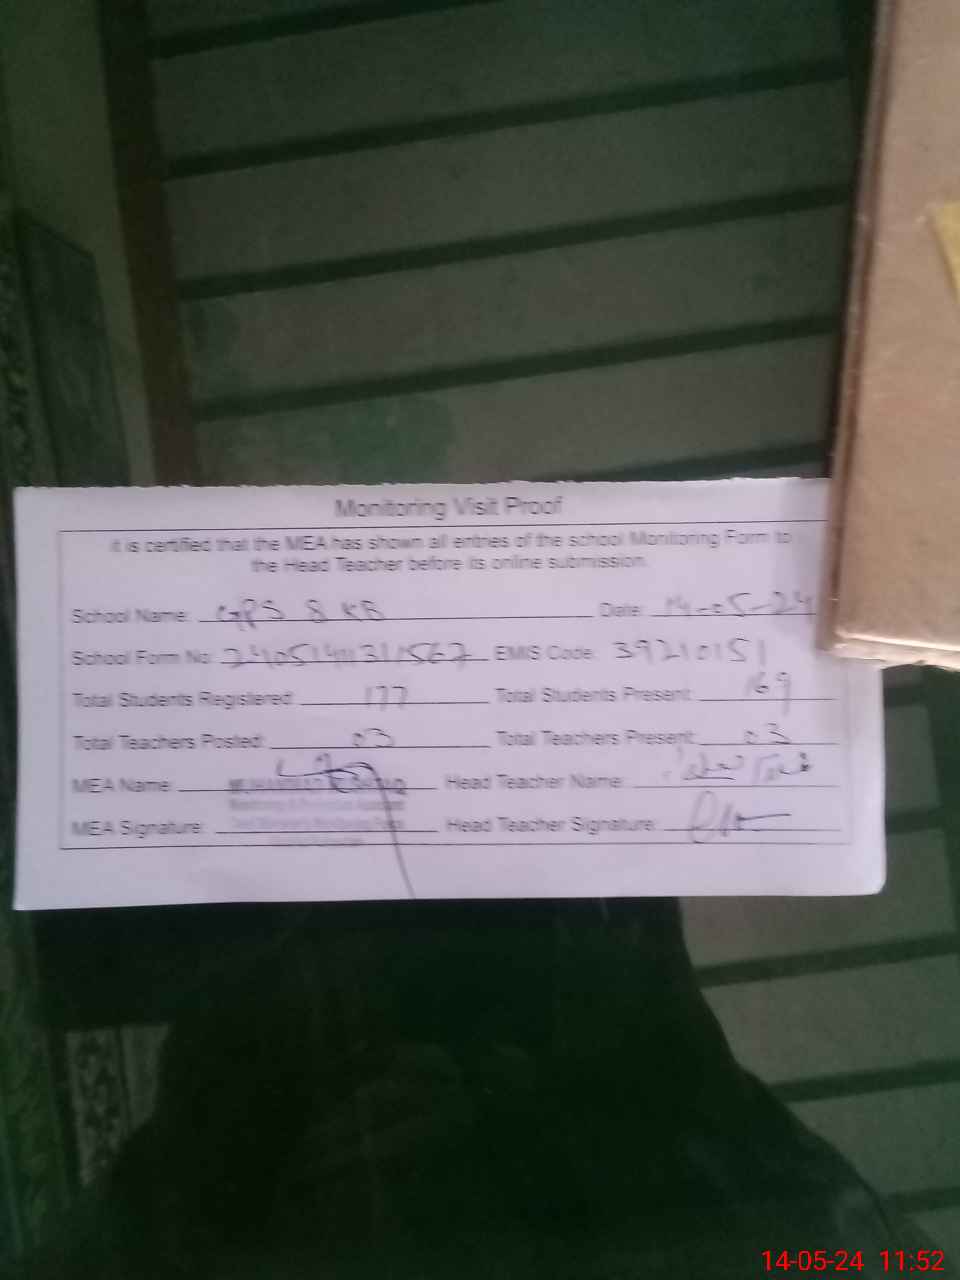 Monitoring Visit Proof
It is certified that the MEA has shown all entries of the school Monitoring Form to
the Head Teacher before its online submission.
School Name: GPS 8 KB Date: 14-05-24
School Form No: EMIS Code: 39210151
Total Students Registered: 177 Total Students Present: 169
Total Teachers Posted: 03 Total Teachers Present: 03
MEA Name: MUHAMMAD Head Teacher Name:
MEA Signature: Head Teacher Signature:
14-05-24 11:52